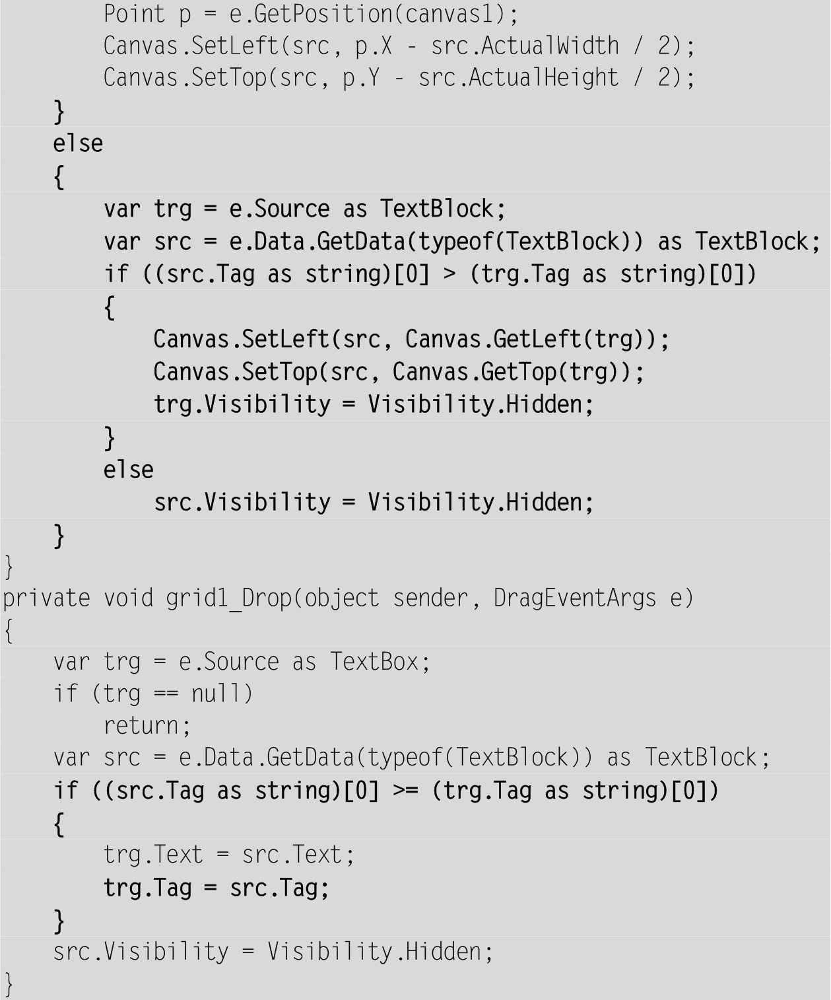 Point p = e.GetPosition(canvas1);
        Canvas.SetLeft(src, p.X - src.ActualWidth / 2);
        Canvas.SetTop(src, p.Y - src.ActualHeight / 2);
    }
    else
    {
        var trg = e.Source as TextBlock;
        var src = e.Data.GetData(typeof(TextBlock)) as TextBlock;
        if ((src.Tag as string)[0] > (trg.Tag as string)[0])
        {
            Canvas.SetLeft(src, Canvas.GetLeft(trg));
            Canvas.SetTop(src, Canvas.GetTop(trg));
            trg.Visibility = Visibility.Hidden;
        }
        else
            src.Visibility = Visibility.Hidden;
    }
}
private void grid1_Drop(object sender, DragEventArgs e)
{
    var trg = e.Source as TextBox;
    if (trg == null)
        return;
    var src = e.Data.GetData(typeof(TextBlock)) as TextBlock;
    if ((src.Tag as string)[0] >= (trg.Tag as string)[0])
    {
        trg.Text = src.Text;
        trg.Tag = src.Tag;
    }
    src.Visibility = Visibility.Hidden;
}